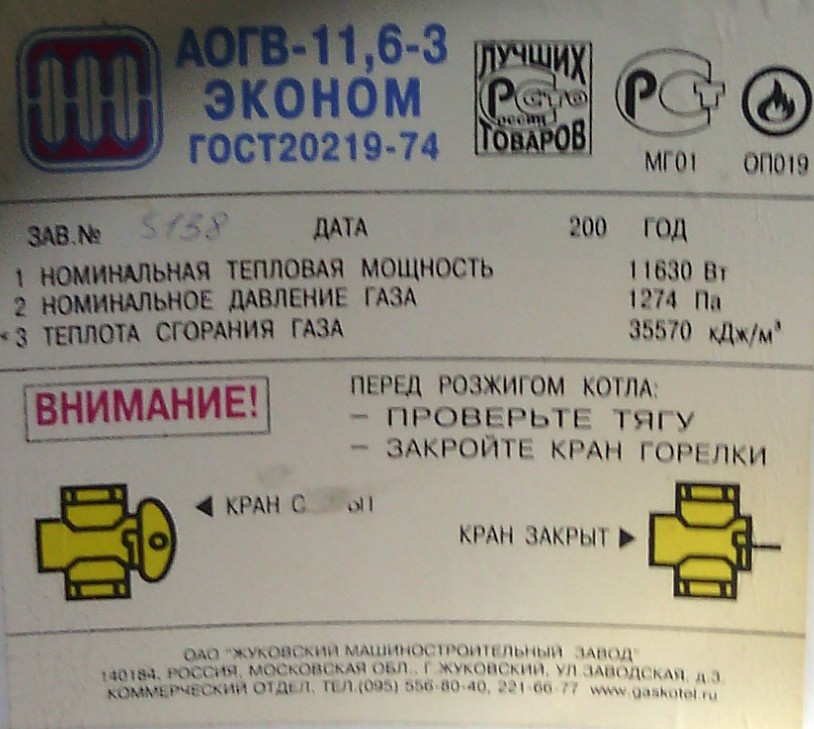 АОГВ-11,6-3
ЭКОНОМ
ГОСТ20219-74
ЛУЧШИХ
ТОВАРОВ
МГ01
ОП019
ЗАВ.№ 5138 ДАТА 200 ГОД
1 НОМИНАЛЬНАЯ ТЕПЛОВАЯ МОЩНОСТЬ 11630 Вт
2 НОМИНАЛЬНОЕ ДАВЛЕНИЕ ГАЗА 1274 Па
3 ТЕПЛОТА СГОРАНИЯ ГАЗА 35570 кДж/м³
ВНИМАНИЕ!
ПЕРЕД РОЗЖИГОМ КОТЛА:
– ПРОВЕРЬТЕ ТЯГУ
– ЗАКРОЙТЕ КРАН ГОРЕЛКИ
◄ КРАН
КРАН ЗАКРЫТ ►
ОАО "ЖУКОВСКИЙ МАШИНОСТРОИТЕЛЬНЫЙ ЗАВОД"
140184, РОССИЯ, МОСКОВСКАЯ ОБЛ., Г.ЖУКОВСКИЙ, УЛ.ЗАВОДСКАЯ, д.3.
КОММЕРЧЕСКИЙ ОТДЕЛ, ТЕЛ.(095) 556-80-40, 221-66-77 www.gaskotel.ru